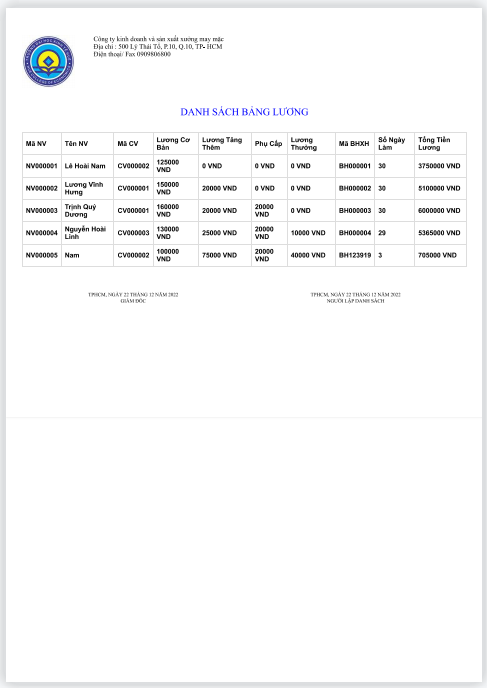 Công ty kinh doanh và sản xuất xưởng may mặc
Địa chỉ : 500 Lý Thái Tổ, P.10, Q.10, TP- HCM
Điện thoại/ Fax 0909806800
DANH SÁCH BẢNG LƯƠNG
Mã NV Tên NV Mã CV Lương Cơ Bản Lương Tăng Thêm Phụ Cấp Lương Thưởng Mã BHXH Số Ngày Làm Tổng Tiền Lương
NV000001 Lê Hoài Nam CV000002 125000 VND 0 VND 0 VND 0 VND BH000001 30 3750000 VND
NV000002 Lương Vĩnh Hưng CV000001 150000 VND 20000 VND 0 VND 0 VND BH000002 30 5100000 VND
NV000003 Trịnh Quý Dương CV000001 160000 VND 20000 VND 20000 VND 0 VND BH000003 30 6000000 VND
NV000004 Nguyễn Hoài Linh CV000003 130000 VND 25000 VND 20000 VND 10000 VND BH000004 29 5365000 VND
NV000005 Nam CV000002 100000 VND 75000 VND 20000 VND 40000 VND BH123919 3 705000 VND
TPHCM, NGÀY 22 THÁNG 12 NĂM 2022
GIÁM ĐỐC
TPHCM, NGÀY 22 THÁNG 12 NĂM 2022
NGƯỜI LẬP DANH SÁCH